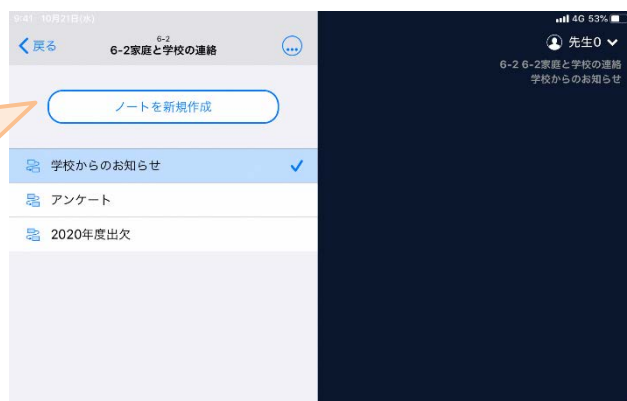 9:41 10月21日(水)
4G 53%
戻る
6-2
6-2家庭と学校の連絡
先生0
6-2 6-2家庭と学校の連絡
学校からのお知らせ
ノートを新規作成
学校からのお知らせ
アンケート
2020年度出欠